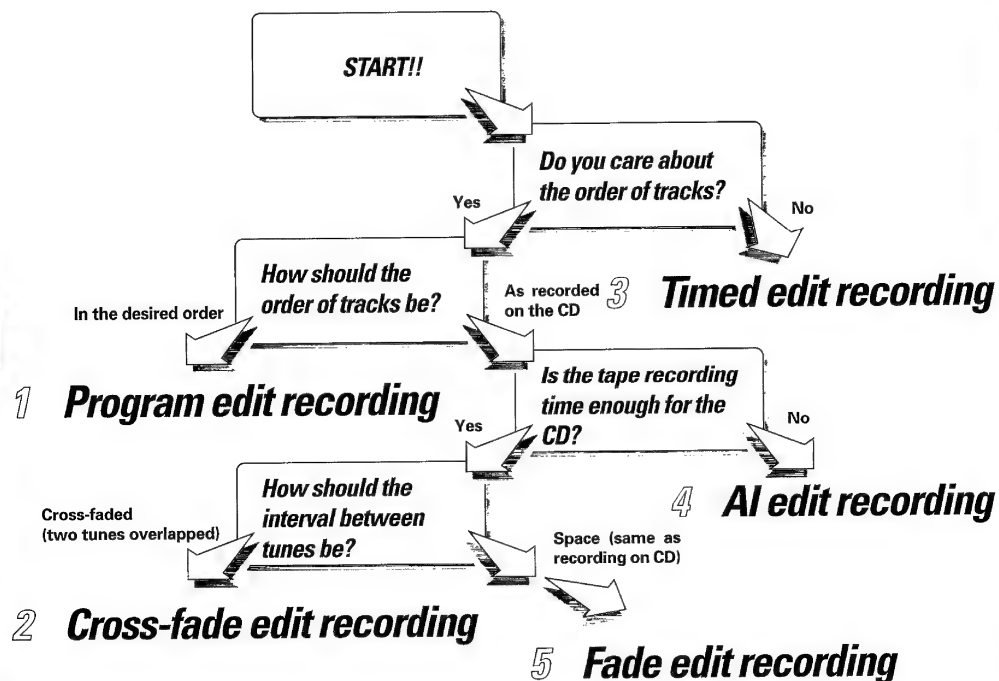 START!!
Do you care about
the order of tracks?
Yes
No
How should the
order of tracks be?
In the desired order
As recorded
on the CD
3 Timed edit recording
1 Program edit recording
Is the tape recording
time enough for the
CD?
Yes
No
4 AI edit recording
How should the
interval between
tunes be?
Cross-faded
(two tunes overlapped)
Space (same as
recording on CD)
2 Cross-fade edit recording
5 Fade edit recording